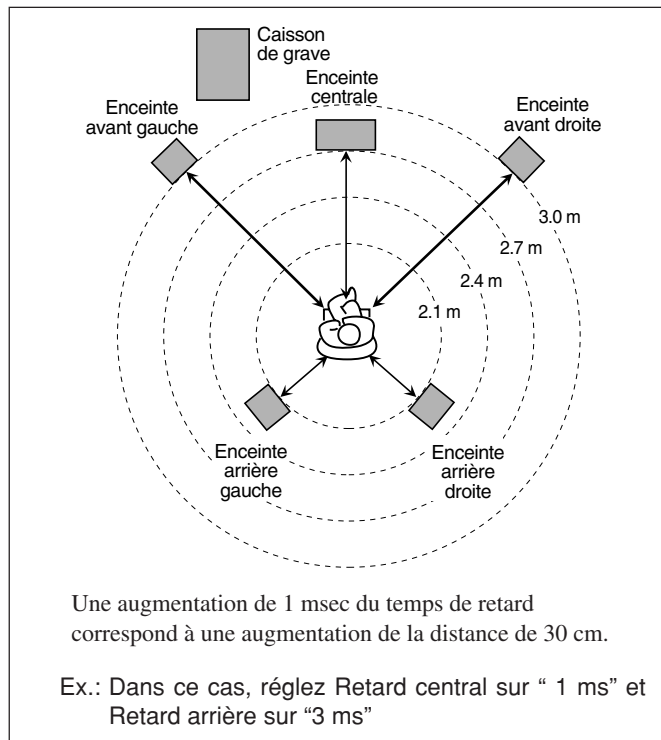 Caisson
de grave
Enceinte
centrale
Enceinte
avant gauche
Enceinte
avant droite
3.0 m
2.7 m
2.4 m
2.1 m
Enceinte
arrière
gauche
Enceinte
arrière
droite
Une augmentation de 1 msec du temps de retard
correspond à une augmentation de la distance de 30 cm.
Ex.: Dans ce cas, réglez Retard central sur “ 1 ms” et
Retard arrière sur “3 ms”